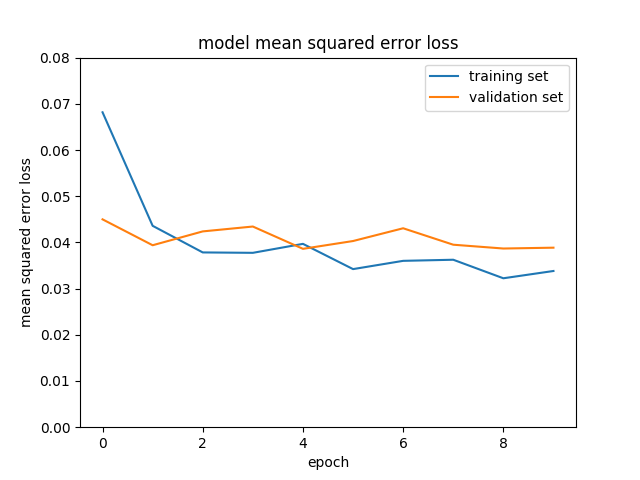 model mean squared error loss
training set
validation set
mean squared error loss
0.08
0.07
0.06
0.05
0.04
0.03
0.02
0.01
0.00
0 2 4 6 8
epoch